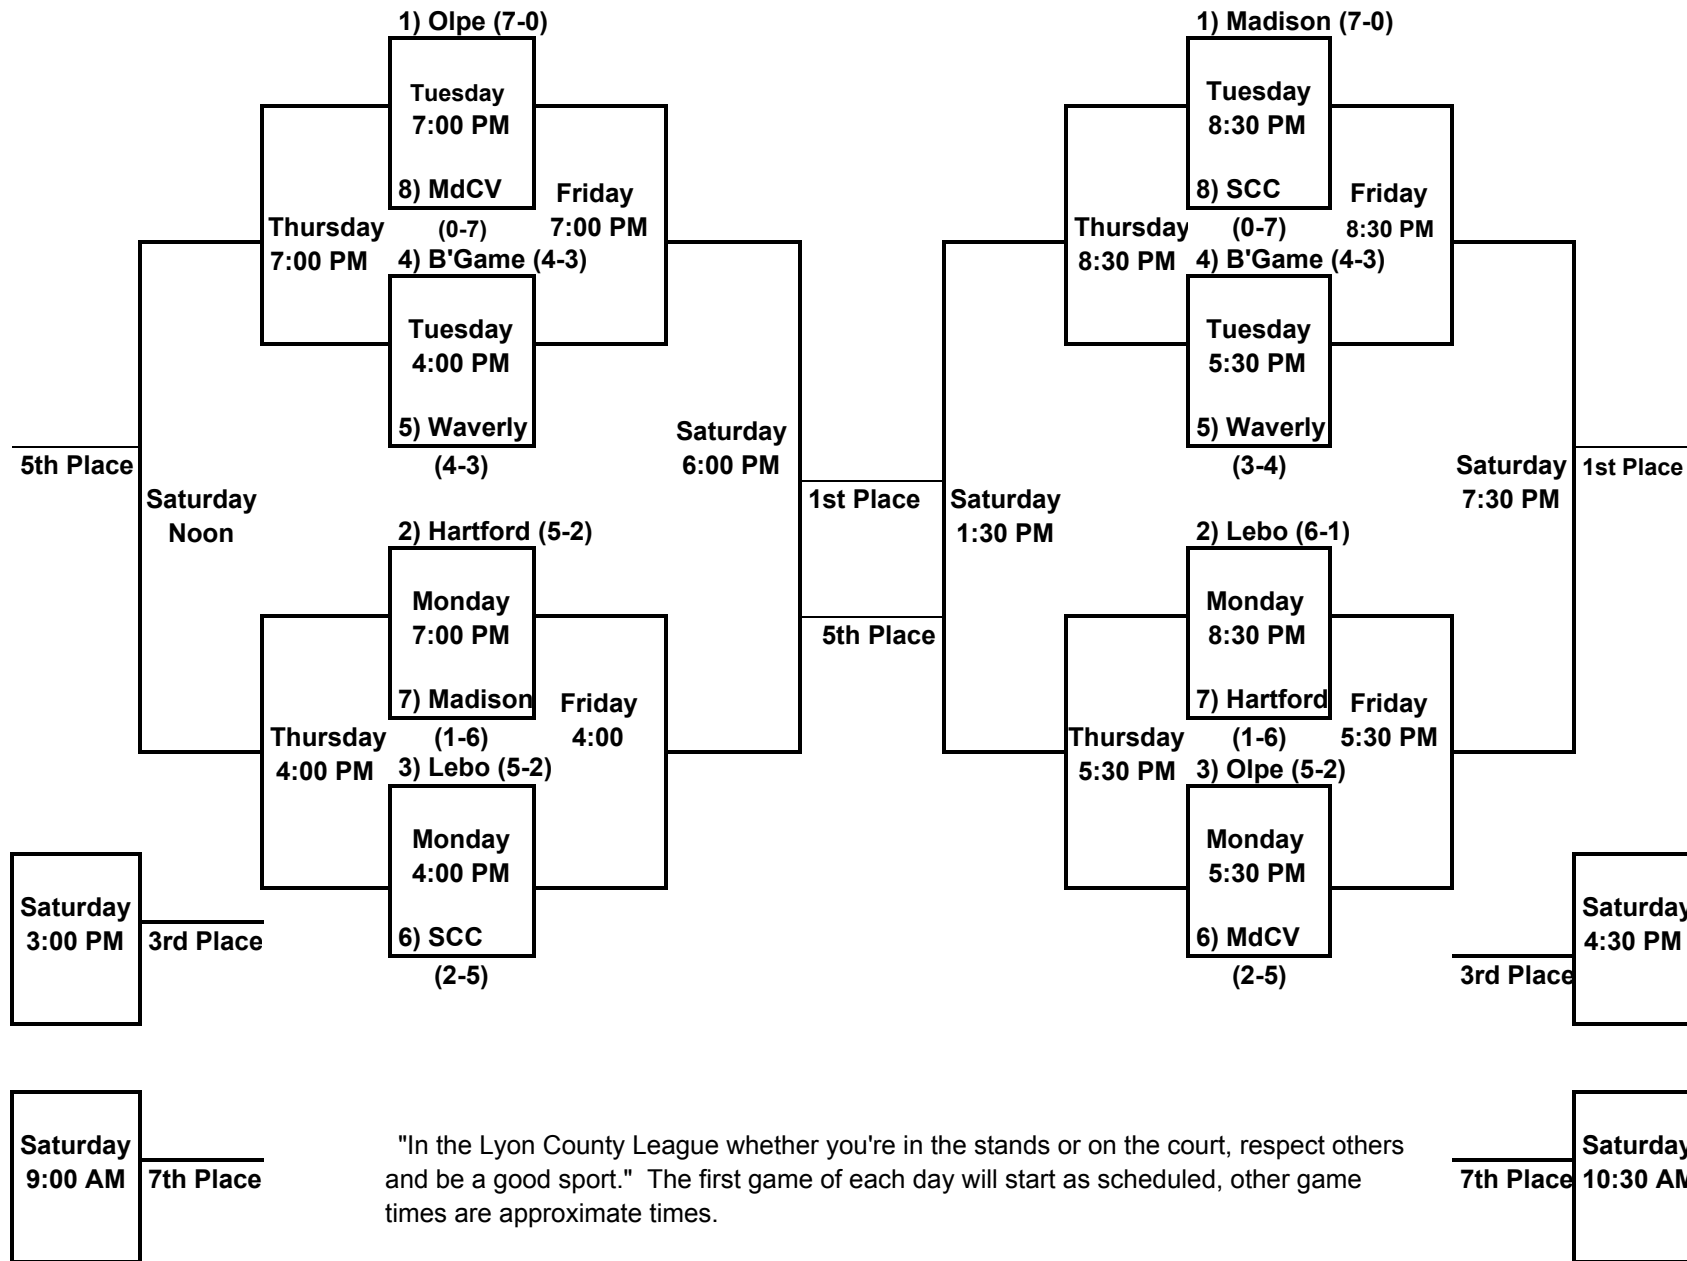 1) Olpe (7-0)
Tuesday
7:00 PM
8) MdCV
(0-7)
Thursday
7:00 PM
Friday
7:00 PM
4) B'Game (4-3)
Tuesday
4:00 PM
5) Waverly
(4-3)
5th Place
Saturday
Noon
Saturday
6:00 PM
1st Place
2) Hartford (5-2)
Monday
7:00 PM
7) Madison
(1-6)
Thursday
4:00 PM
Friday
4:00
3) Lebo (5-2)
Monday
4:00 PM
6) SCC
(2-5)
Saturday
3:00 PM
3rd Place
Saturday
9:00 AM
7th Place
1) Madison (7-0)
Tuesday
8:30 PM
8) SCC
(0-7)
Thursday
8:30 PM
Friday
8:30 PM
4) B'Game (4-3)
Tuesday
5:30 PM
5) Waverly
(3-4)
5th Place
Saturday
1:30 PM
Saturday
7:30 PM
1st Place
2) Lebo (6-1)
Monday
8:30 PM
7) Hartford
(1-6)
Thursday
5:30 PM
Friday
5:30 PM
3) Olpe (5-2)
Monday
5:30 PM
6) MdCV
(2-5)
Saturday
4:30 PM
3rd Place
Saturday
10:30 AM
7th Place
"In the Lyon County League whether you're in the stands or on the court, respect others
and be a good sport."  The first game of each day will start as scheduled, other game
times are approximate times.